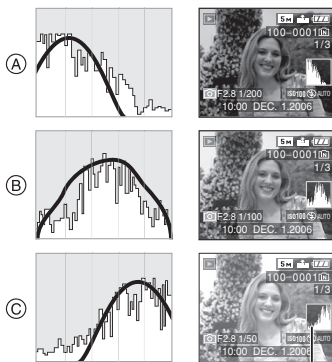 A
5M
100-0001
1/3
F2.8 1/200
ISO100 AUTO
10:00 DEC. 1.2006
B
5M
100-0001
1/3
F2.8 1/100
ISO100 AUTO
10:00 DEC. 1.2006
C
5M
100-0001
1/3
F2.8 1/50
ISO100 AUTO
10:00 DEC. 1.2006